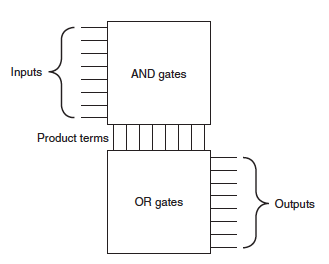 Inputs
AND gates
Product terms
OR gates
Outputs